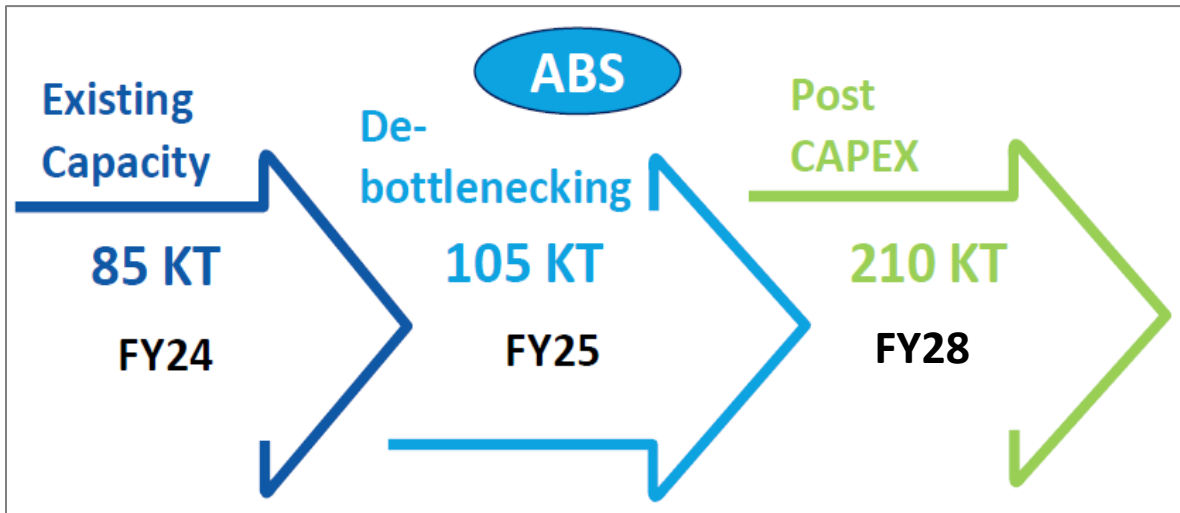 ABS
Existing
Capacity
85 KT
FY24
De-
bottlenecking
105 KT
FY25
Post
CAPEX
210 KT
FY28